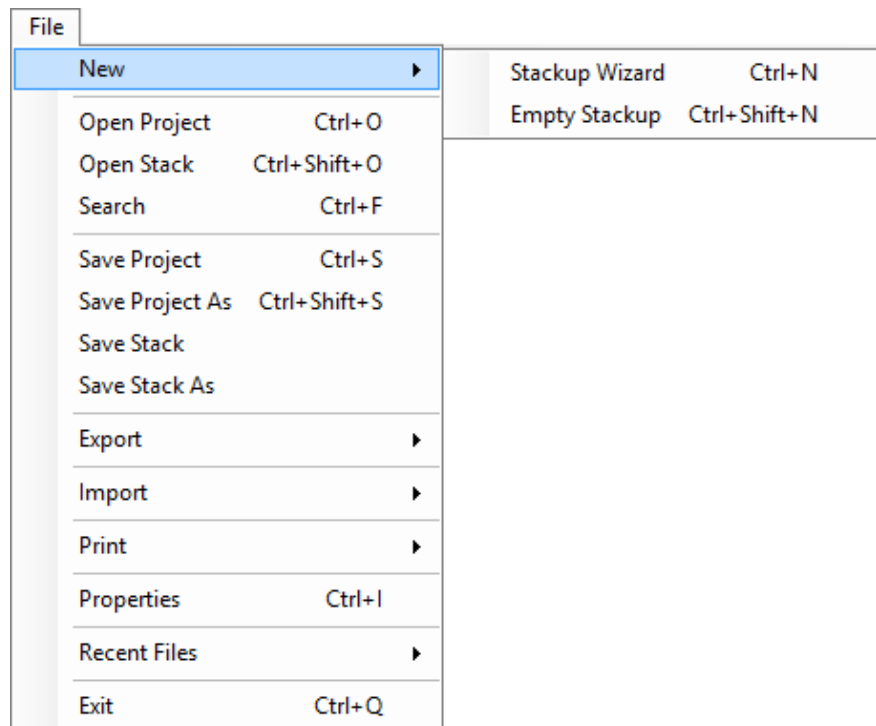 File
New
Stackup Wizard Ctrl+N
Empty Stackup Ctrl+Shift+N
Open Project Ctrl+O
Open Stack Ctrl+Shift+O
Search Ctrl+F
Save Project Ctrl+S
Save Project As Ctrl+Shift+S
Save Stack
Save Stack As
Export
Import
Print
Properties Ctrl+I
Recent Files
Exit Ctrl+Q